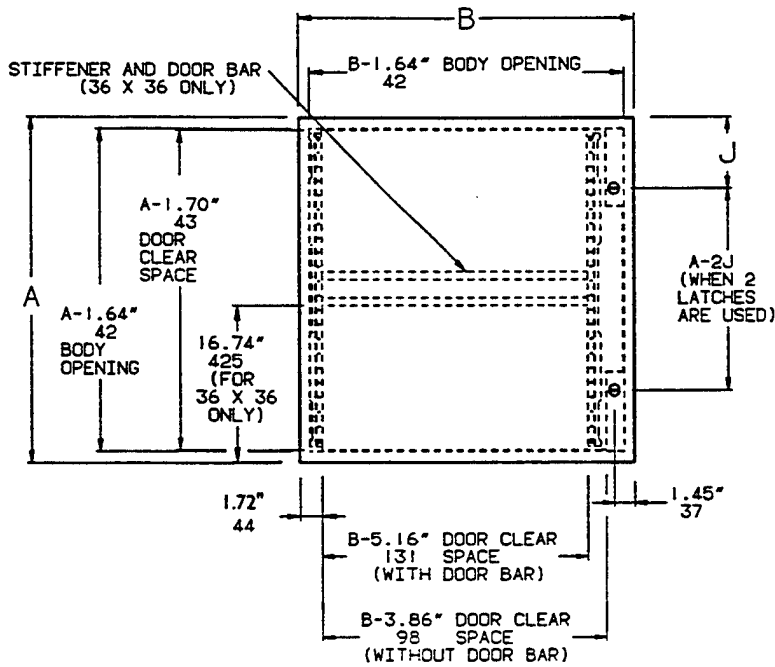 B
STIFFENER AND DOOR BAR
(36 X 36 ONLY)
B-1.64" BODY OPENING
42
J
A-1.70"
43
DOOR
CLEAR
SPACE
A
A-2J
(WHEN 2
LATCHES
ARE USED)
A-1.64"
42
BODY
OPENING
16.74"
425
(FOR
36 X 36
ONLY)
1.72"
44
1.45"
37
B-5.16" DOOR CLEAR
131 SPACE
(WITH DOOR BAR)
B-3.86" DOOR CLEAR
98 SPACE
(WITHOUT DOOR BAR)